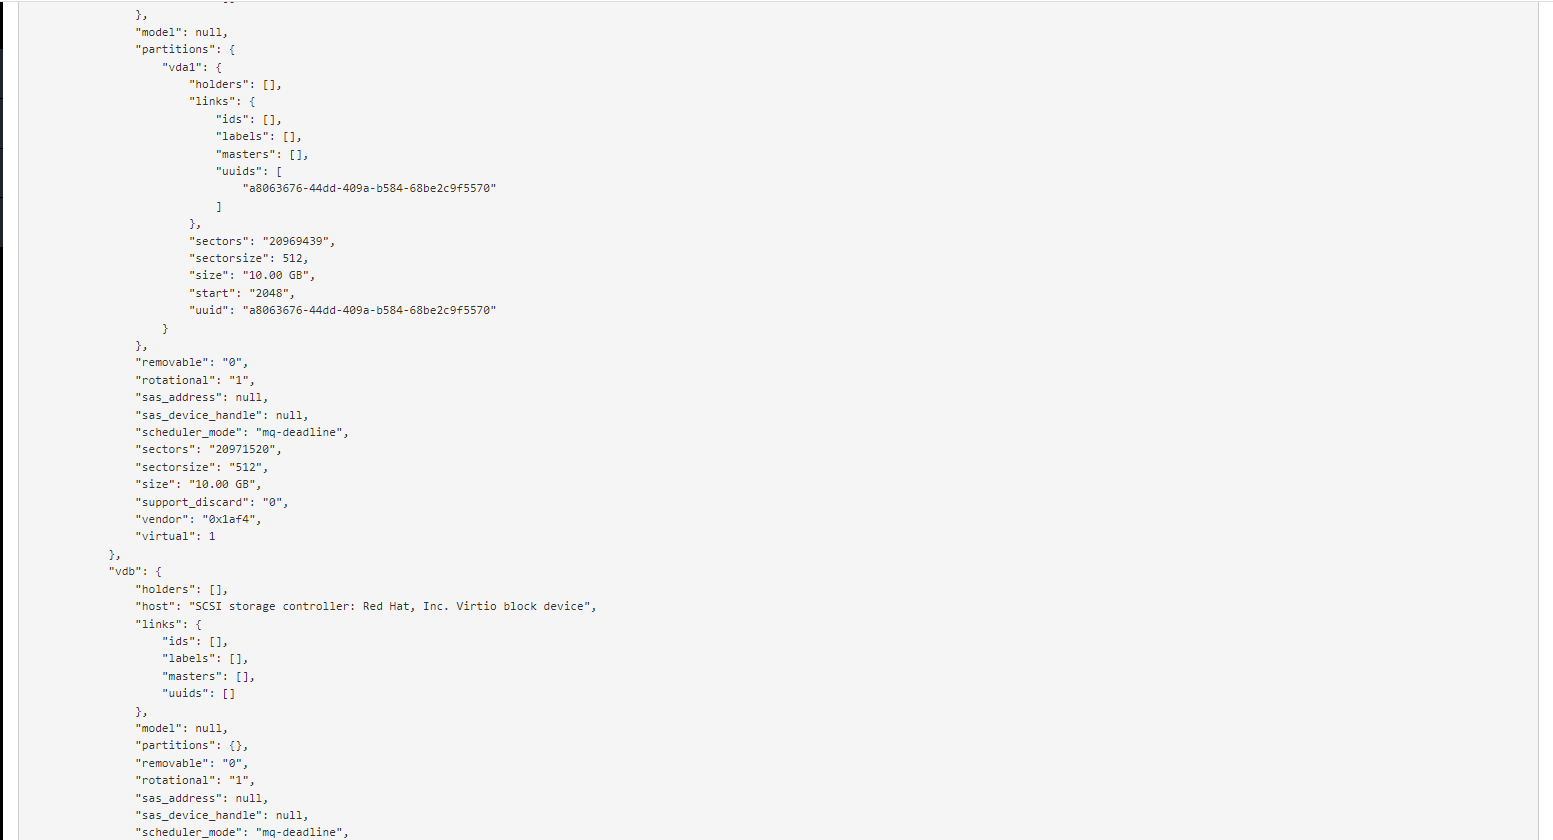 },
"model": null,
"partitions": {
"vda1": {
"holders": [],
"links": {
"ids": [],
"labels": [],
"masters": [],
"uuids": [
"a8063676-44dd-409a-b584-68be2c9f5570"
]
},
"sectors": "20969439",
"sectorsize": 512,
"size": "10.00 GB",
"start": "2048",
"uuid": "a8063676-44dd-409a-b584-68be2c9f5570"
}
},
"removable": "0",
"rotational": "1",
"sas_address": null,
"sas_device_handle": null,
"scheduler_mode": "mq-deadline",
"sectors": "20971520",
"sectorsize": "512",
"size": "10.00 GB",
"support_discard": "0",
"vendor": "0x1af4",
"virtual": 1
},
"vdb": {
"holders": [],
"host": "SCSI storage controller: Red Hat, Inc. Virtio block device",
"links": {
"ids": [],
"labels": [],
"masters": [],
"uuids": []
},
"model": null,
"partitions": {},
"removable": "0",
"rotational": "1",
"sas_address": null,
"sas_device_handle": null,
"scheduler_mode": "mq-deadline",